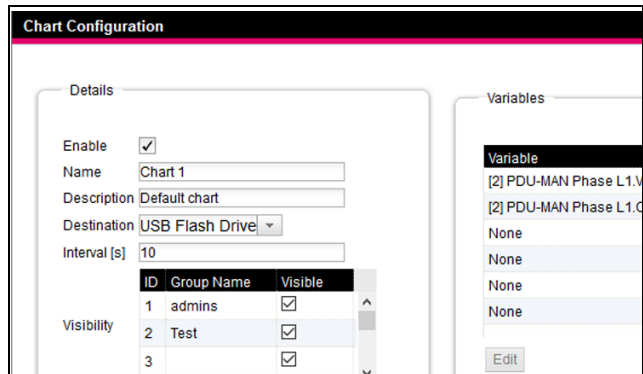 Chart Configuration
Details
Enable
Name Chart 1
Description Default chart
Destination USB Flash Drive
Interval [s] 10
Visibility
ID Group Name Visible
1 admins
2 Test
3
Variables
Variable
[2] PDU-MAN Phase L1.V
[2] PDU-MAN Phase L1.C
None
None
None
None
Edit